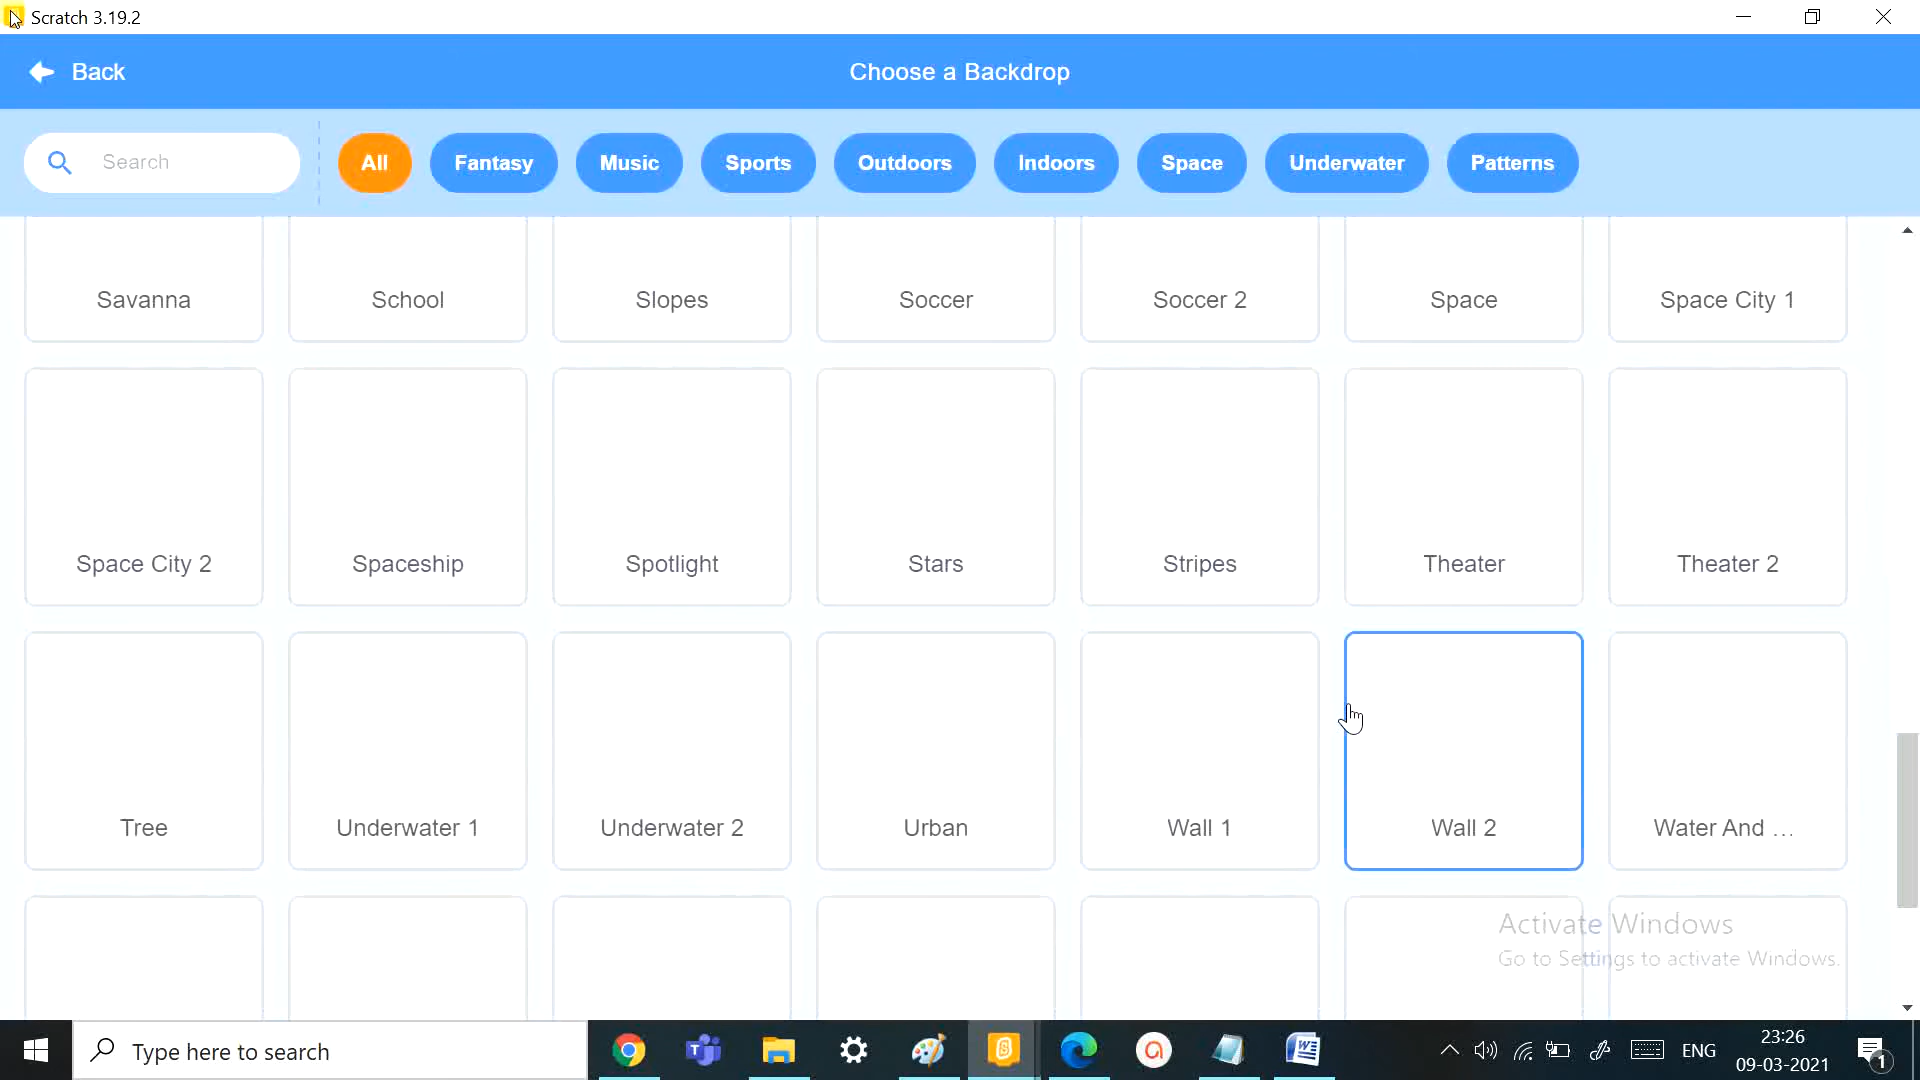 Scratch 3.19.2
Back
Choose a Backdrop
Search
All
Fantasy
Music
Sports
Outdoors
Indoors
Space
Underwater
Patterns
Savanna
School
Slopes
Soccer
Soccer 2
Space
Space City 1
Space City 2
Spaceship
Spotlight
Stars
Stripes
Theater
Theater 2
Tree
Underwater 1
Underwater 2
Urban
Wall 1
Wall 2
Water And ...
Activate Windows
Go to Settings to activate Windows.
Type here to search
ENG
23:26
09-03-2021
1